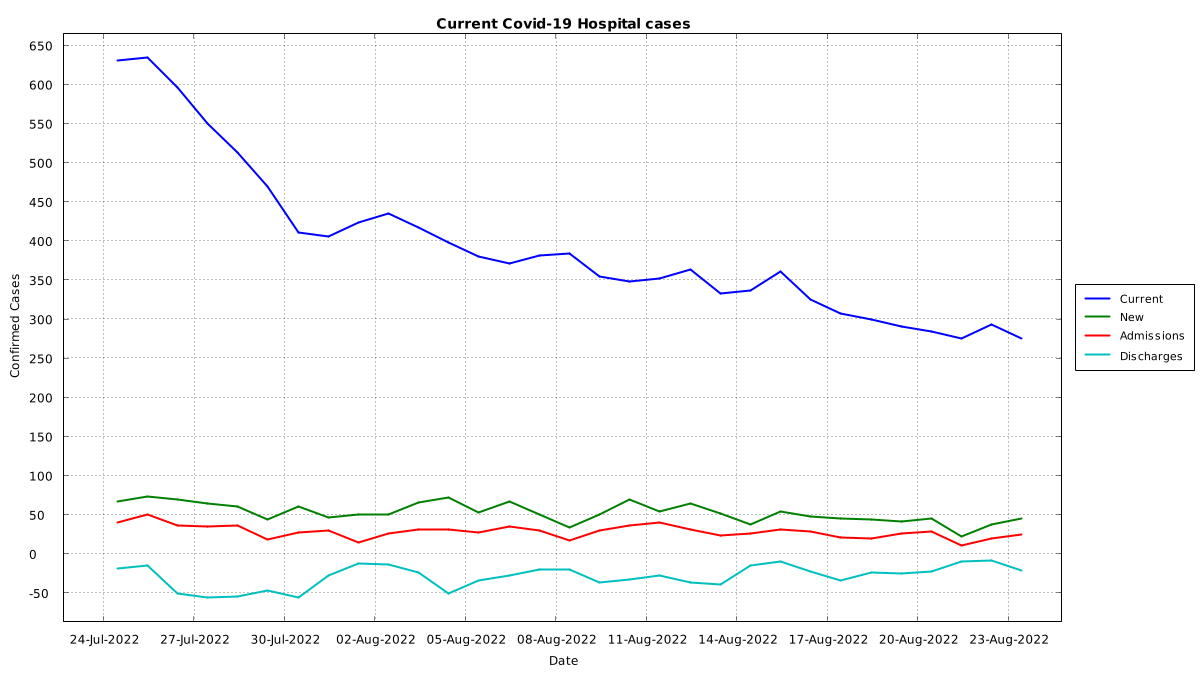 Current Covid-19 Hospital cases
650
600
550
500
450
400
350
300
250
200
150
100
50
0
-50
Confirmed Cases
24-Jul-2022 27-Jul-2022 30-Jul-2022 02-Aug-2022 05-Aug-2022 08-Aug-2022 11-Aug-2022 14-Aug-2022 17-Aug-2022 20-Aug-2022 23-Aug-2022
Date
Current
New
Admissions
Discharges